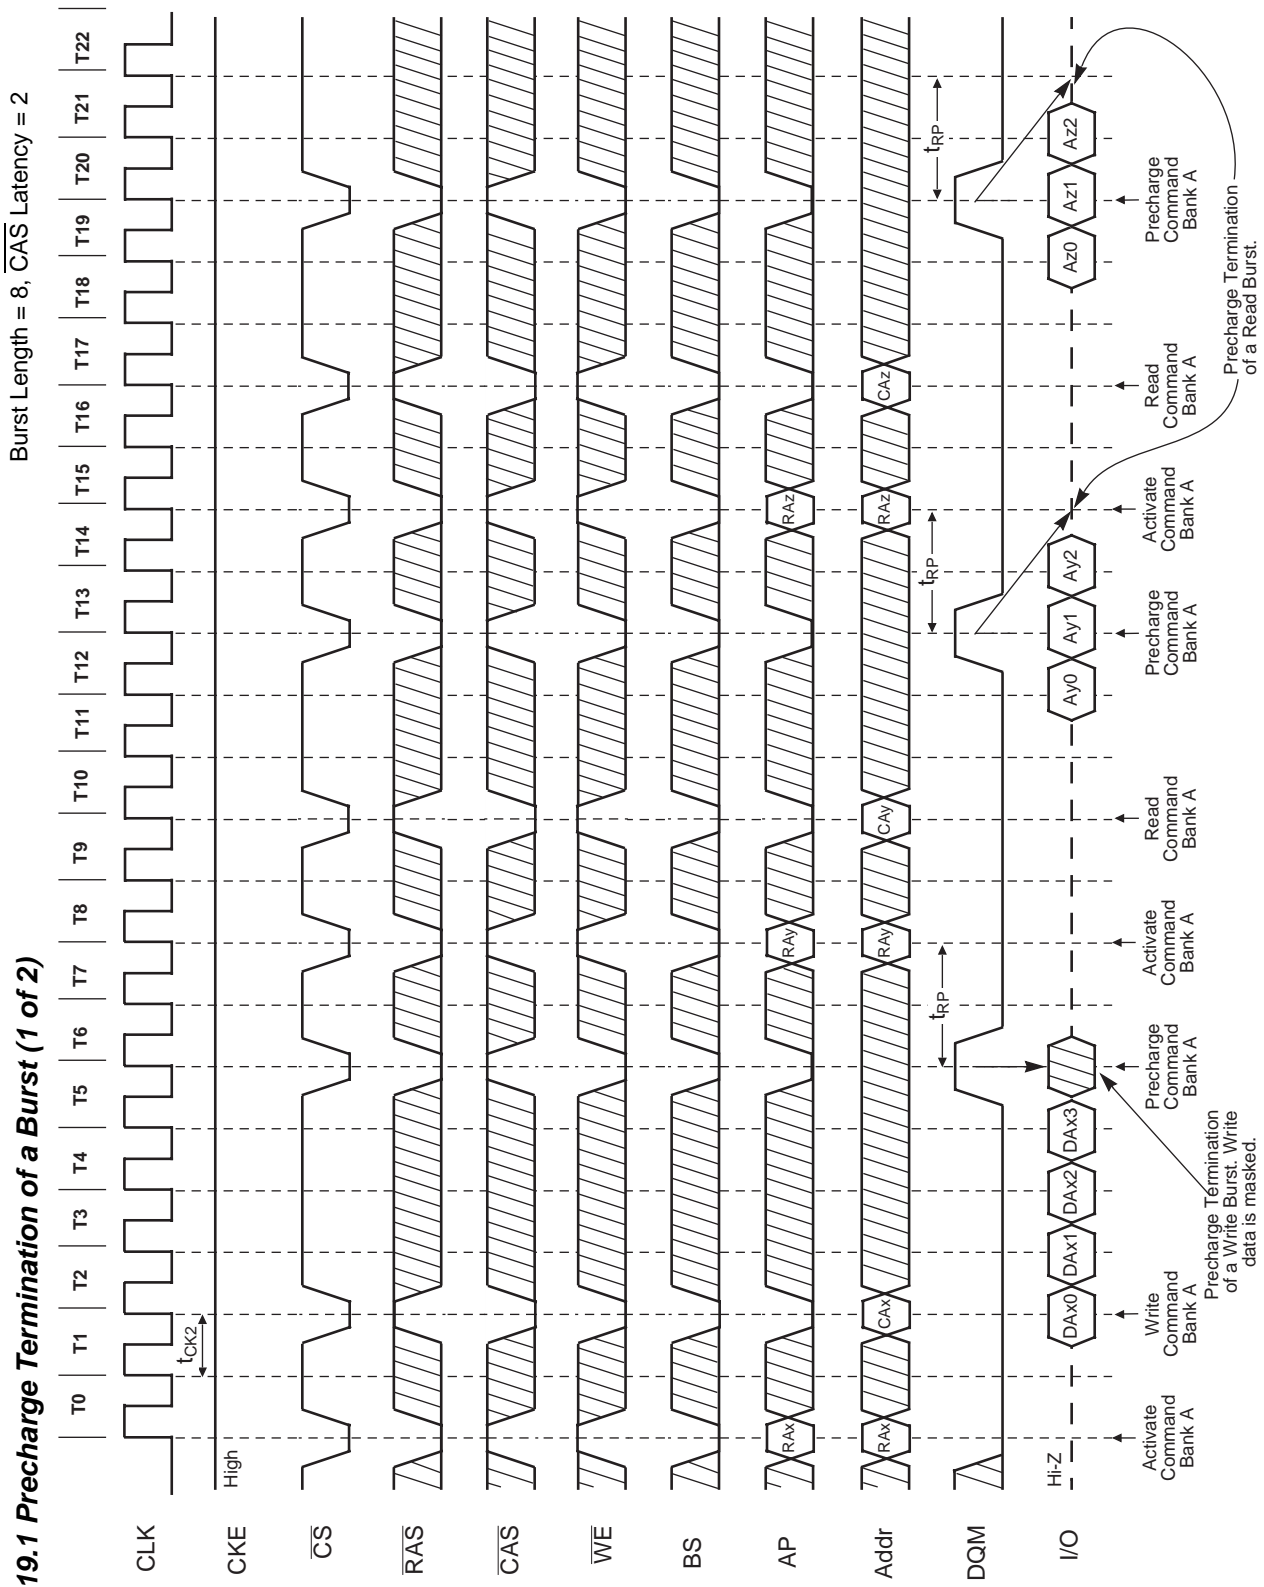 19.1 Precharge Termination of a Burst (1 of 2)
Burst Length = 8, CAS Latency = 2
T0 T1 T2 T3 T4 T5 T6 T7 T8 T9 T10 T11 T12 T13 T14 T15 T16 T17 T18 T19 T20 T21 T22
CLK
tCK2
CKE
High
CS
RAS
CAS
WE
BS
AP
RAx RAy RAz
Addr
RAx CAx RAy CAy RAz CAz
tRP tRP tRP
DQM
I/O
Hi-Z
DAx0 DAx1 DAx2 DAx3 Ay0 Ay1 Ay2 Az0 Az1 Az2
Activate
Command
Bank A
Write
Command
Bank A
Precharge
Command
Bank A
Activate
Command
Bank A
Read
Command
Bank A
Precharge
Command
Bank A
Activate
Command
Bank A
Read
Command
Bank A
Precharge
Command
Bank A
Precharge Termination
of a Write Burst. Write
data is masked.
Precharge Termination
of a Read Burst.